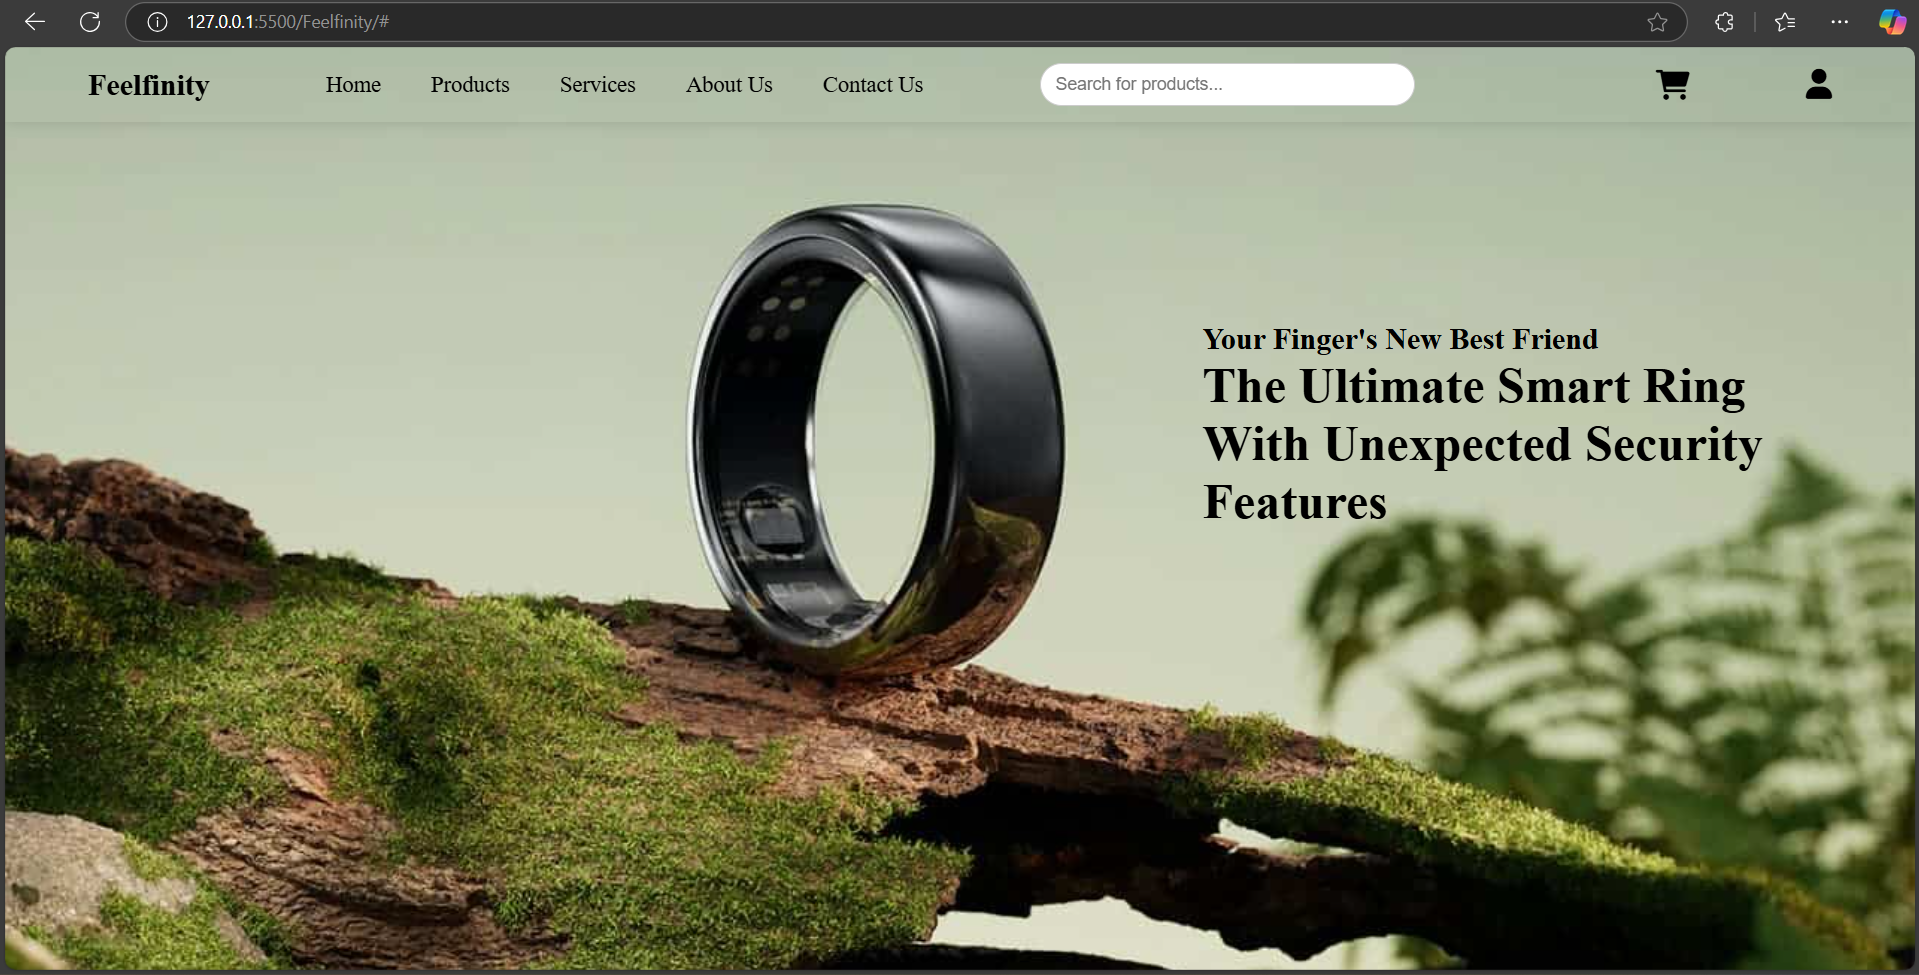 127.0.0.1:5500/Feelfinity/#
Feelfinity
Home
Products
Services
About Us
Contact Us
Search for products...
Your Finger's New Best Friend
The Ultimate Smart Ring
With Unexpected Security
Features